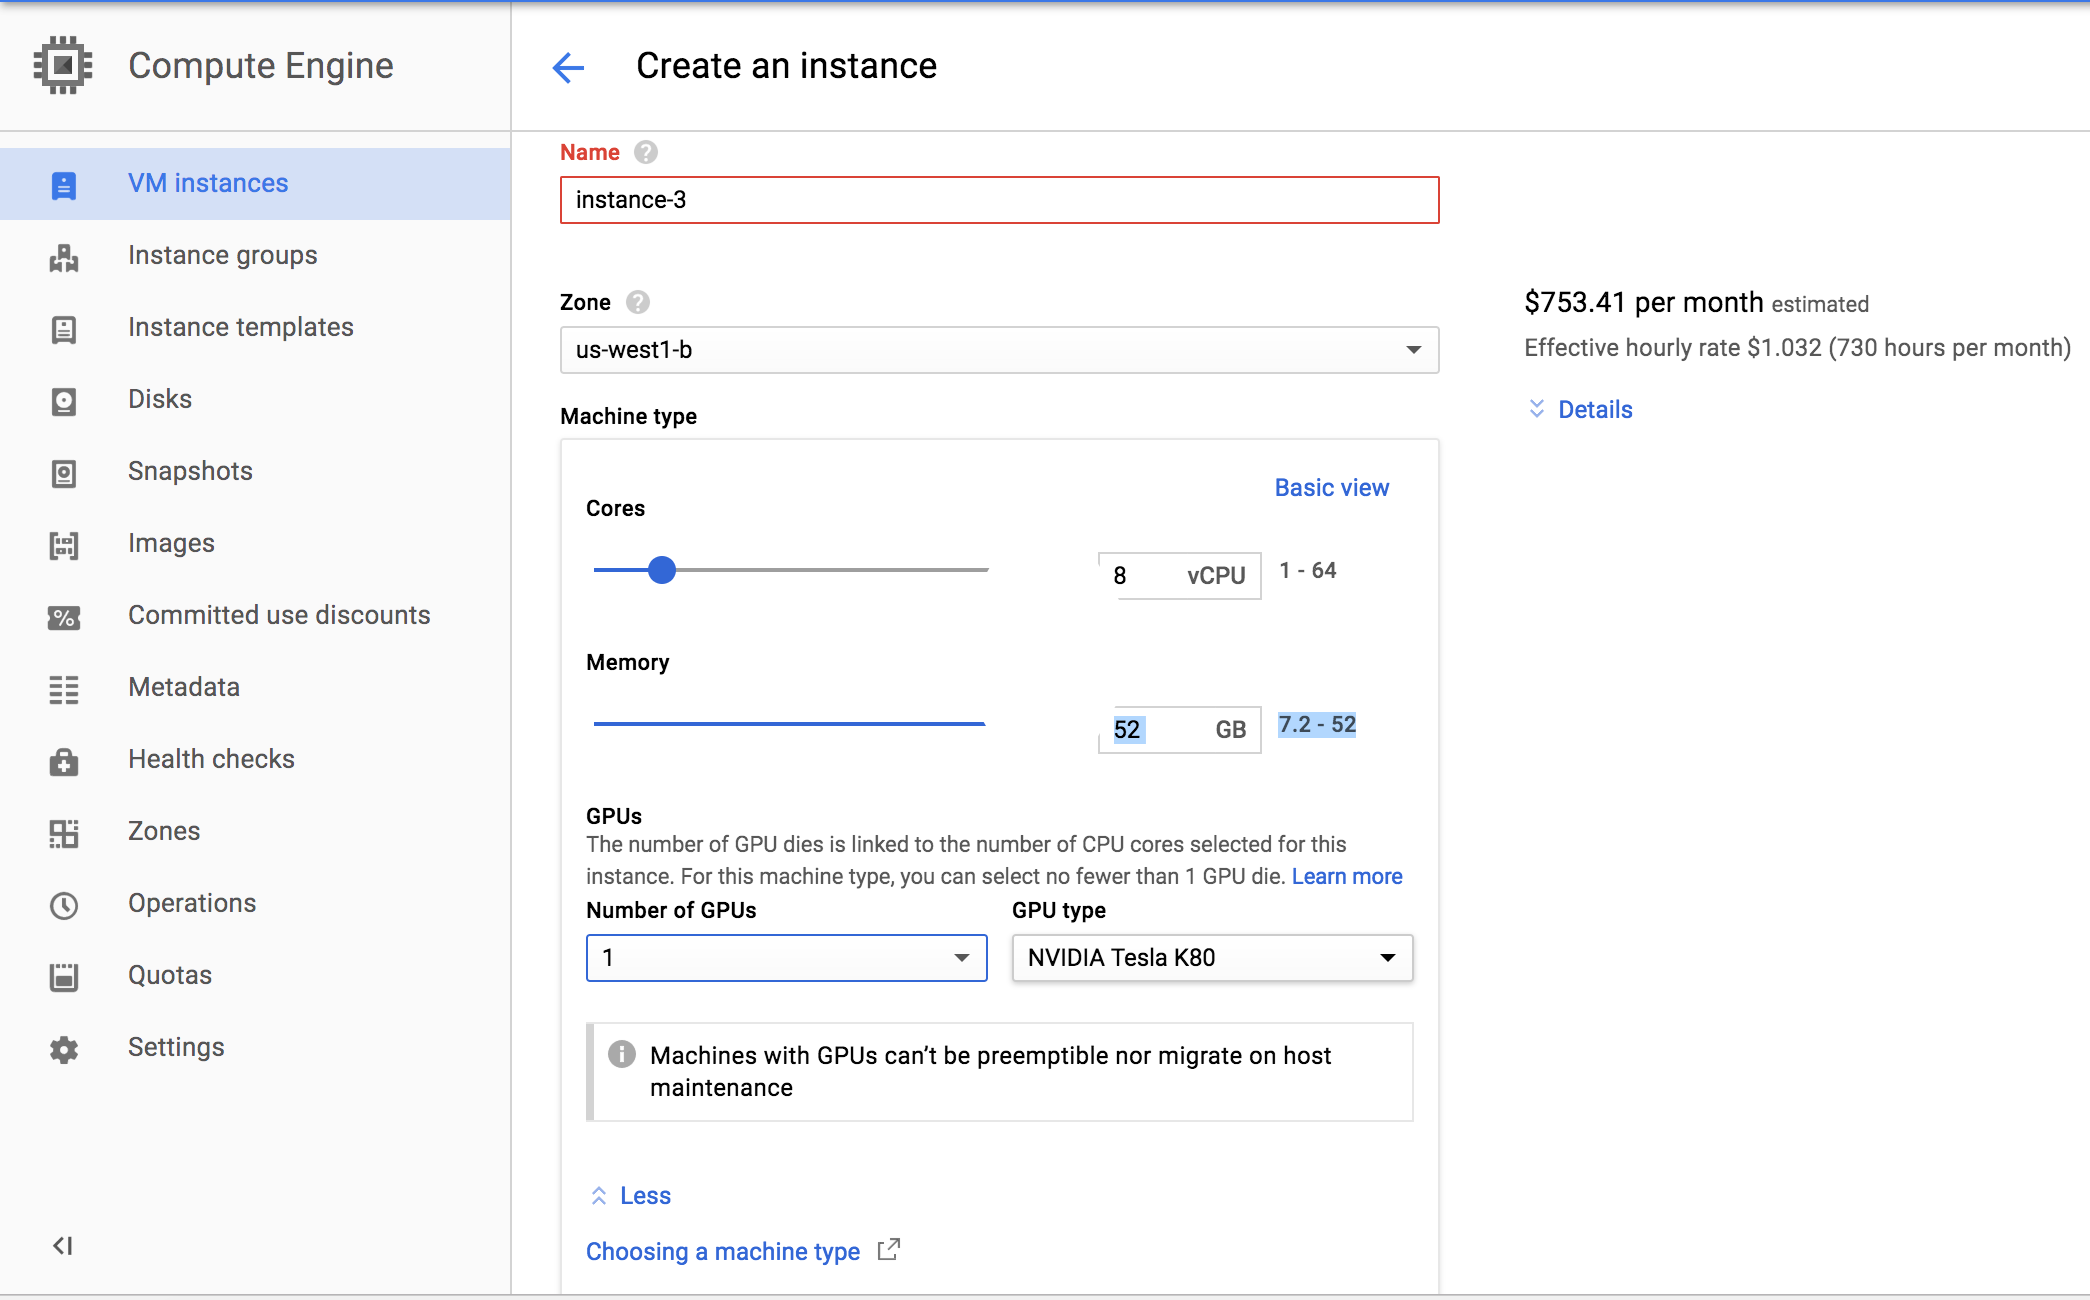 Compute Engine
Create an instance
VM instances
Instance groups
Instance templates
Disks
Snapshots
Images
Committed use discounts
Metadata
Health checks
Zones
Operations
Quotas
Settings
Name
instance-3
Zone
us-west1-b
Machine type
Basic view
Cores
8 vCPU 1 - 64
Memory
52 GB 7.2 - 52
GPUs
The number of GPU dies is linked to the number of CPU cores selected for this
instance. For this machine type, you can select no fewer than 1 GPU die. Learn more
Number of GPUs GPU type
1 NVIDIA Tesla K80
Machines with GPUs can’t be preemptible nor migrate on host
maintenance
Less
Choosing a machine type
$753.41 per month estimated
Effective hourly rate $1.032 (730 hours per month)
Details